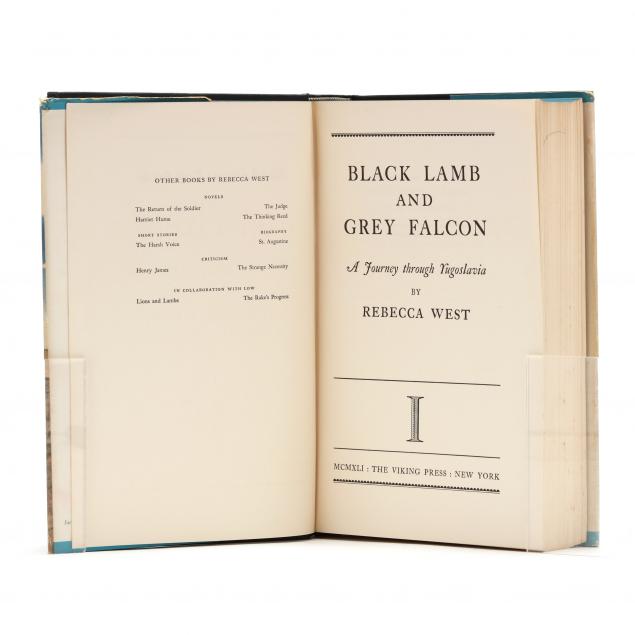 OTHER BOOKS BY REBECCA WEST
NOVELS
The Return of the Soldier The Judge
Harriet Hume The Thinking Reed
SHORT STORIES BIOGRAPHY
The Harsh Voice St. Augustine
CRITICISM
Henry James The Strange Necessity
IN COLLABORATION WITH LOW
Lions and Lambs The Rake's Progress
BLACK LAMB
AND
GREY FALCON
A Journey through Yugoslavia
BY
REBECCA WEST
I
MCMXLI : THE VIKING PRESS : NEW YORK